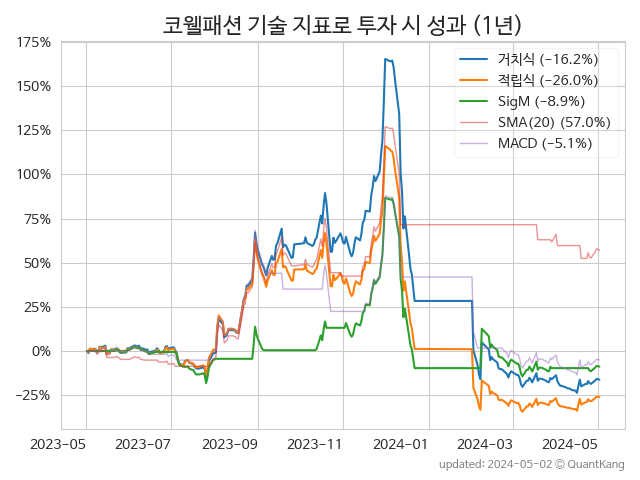 코웰패션 기술 지표로 투자 시 성과 (1년)
175%
150%
125%
100%
75%
50%
25%
0%
−25%
거치식 (−16.2%)
적립식 (−26.0%)
SigM (−8.9%)
SMA(20) (57.0%)
MACD (−5.1%)
2023-05 2023-07 2023-09 2023-11 2024-01 2024-03 2024-05
updated: 2024-05-02 © QuantKang